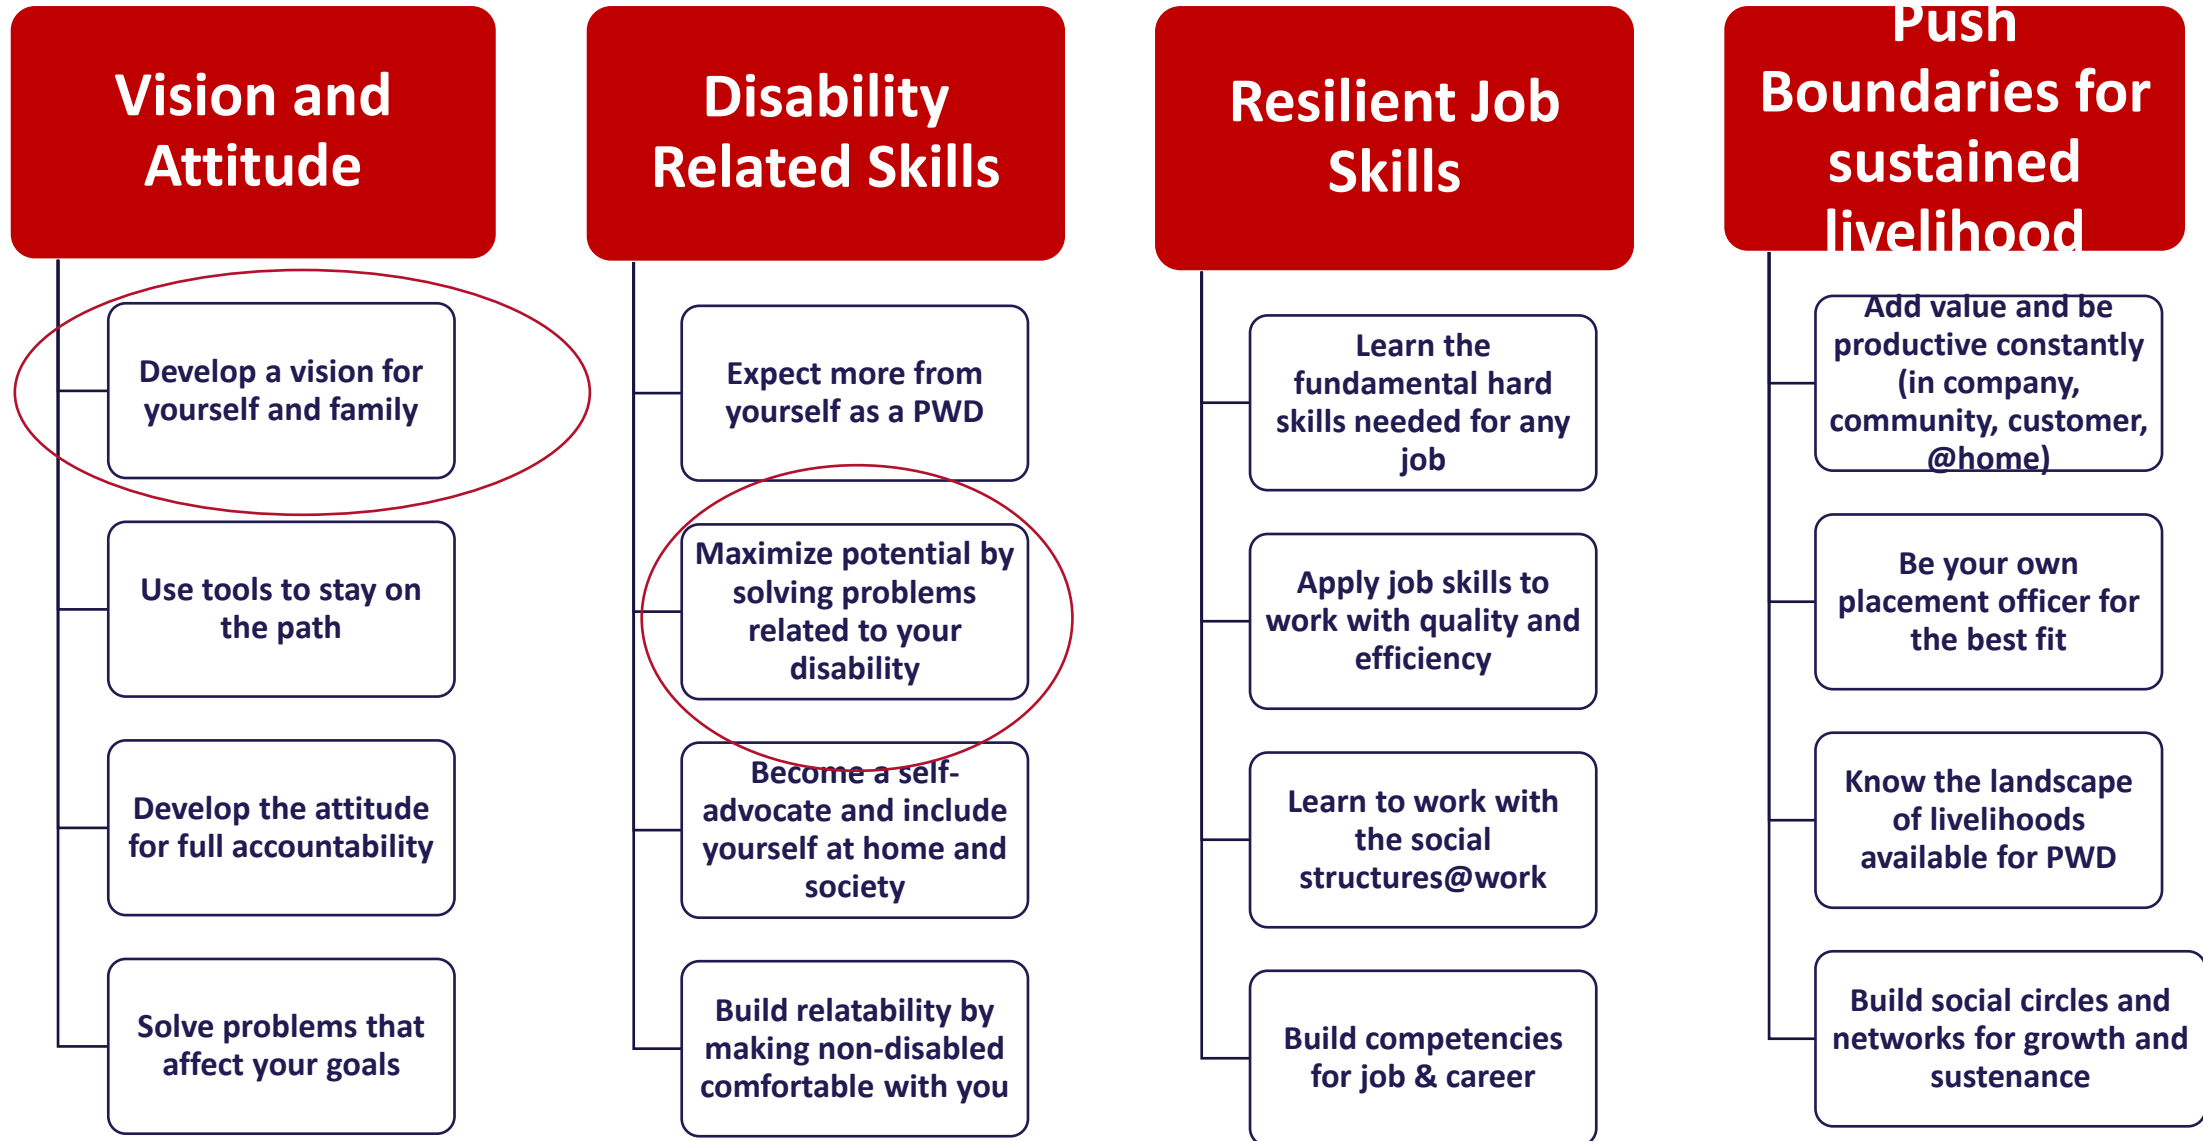 Vision and
Attitude
Develop a vision for
yourself and family
Use tools to stay on
the path
Develop the attitude
for full accountability
Solve problems that
affect your goals
Disability
Related Skills
Expect more from
yourself as a PWD
Maximize potential by
solving problems
related to your
disability
Become a self-
advocate and include
yourself at home and
society
Build relatability by
making non-disabled
comfortable with you
Resilient Job
Skills
Learn the
fundamental hard
skills needed for any
job
Apply job skills to
work with quality and
efficiency
Learn to work with
the social
structures@work
Build competencies
for job & career
Push
Boundaries for
sustained
livelihood
Add value and be
productive constantly
(in company,
community, customer,
@home)
Be your own
placement officer for
the best fit
Know the landscape
of livelihoods
available for PWD
Build social circles and
networks for growth and
sustenance